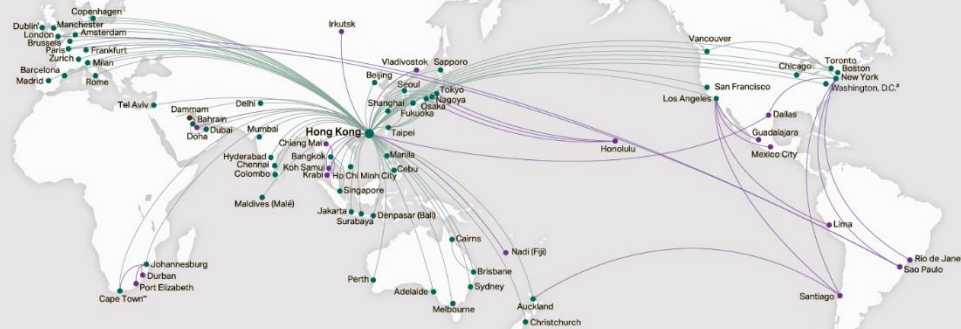 Copenhagen
Dublin'
Manchester
London
Amsterdam
Brussels
Paris
Frankfurt
Zurich
Milan
Barcelona
Madrid
Rome
Tel Aviv
Dammam
Bahrain
Dubai
Doha
Delhi
Mumbai
Hyderabad
Chennai
Colombo
Maldives (Malé)
Irkutsk
Vladivostok
Sapporo
Beijing
Seoul
Tokyo
Nagoya
Osaka
Shanghai
Fukuoka
Hong Kong
Taipei
Chiang Mai
Bangkok
Koh Samui
Krabi
Ho Chi Minh City
Manila
Cebu
Singapore
Jakarta
Surabaya
Denpasar (Bali)
Cairns
Nadi (Fiji)
Perth
Brisbane
Adelaide
Sydney
Melbourne
Auckland
Christchurch
Johannesburg
Durban
Port Elizabeth
Cape Town**
Honolulu
Vancouver
Toronto
Chicago
Boston
New York
Washington, D.C.#
San Francisco
Los Angeles
Dallas
Guadalajara
Mexico City
Lima
Rio de Jane
Sao Paulo
Santiago